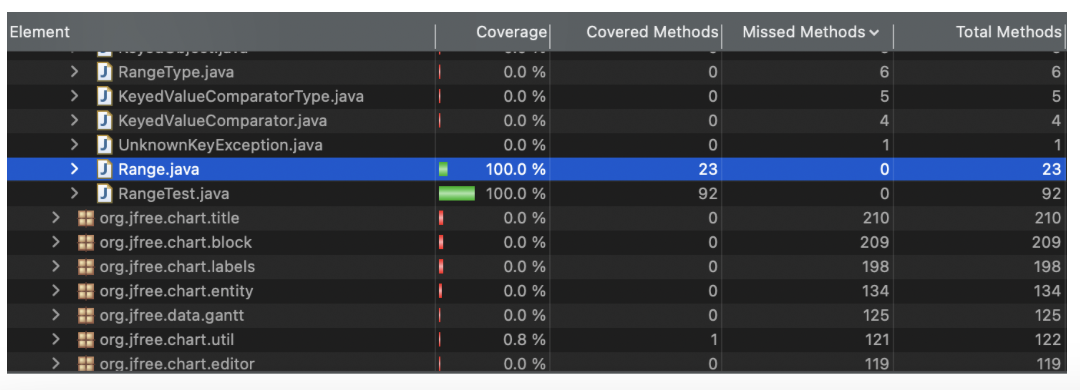 Element Coverage Covered Methods Missed Methods Total Methods
RangeType.java 0.0 % 0 6 6
KeyedValueComparatorType.java 0.0 % 0 5 5
KeyedValueComparator.java 0.0 % 0 4 4
UnknownKeyException.java 0.0 % 0 1 1
Range.java 100.0 % 23 0 23
RangeTest.java 100.0 % 92 0 92
org.jfree.chart.title 0.0 % 0 210 210
org.jfree.chart.block 0.0 % 0 209 209
org.jfree.chart.labels 0.0 % 0 198 198
org.jfree.chart.entity 0.0 % 0 134 134
org.jfree.data.gantt 0.0 % 0 125 125
org.jfree.chart.util 0.8 % 1 121 122
org.jfree.chart.editor 0.0 % 0 119 119